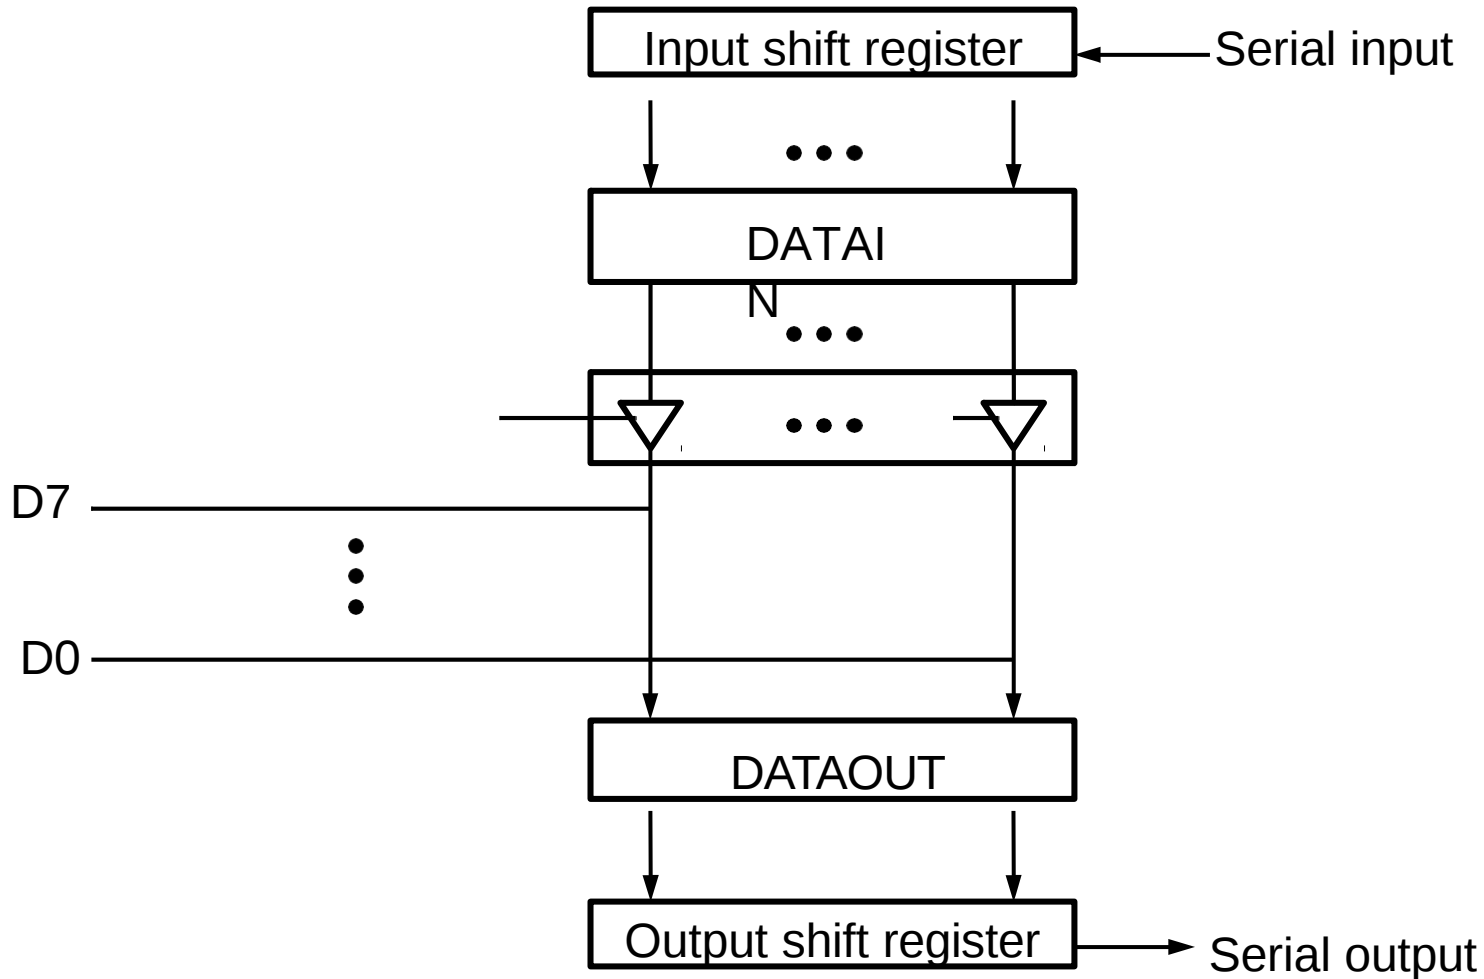 Input shift register
Serial input
DATAI
N
D7
D0
DATAOUT
Output shift register
Serial output